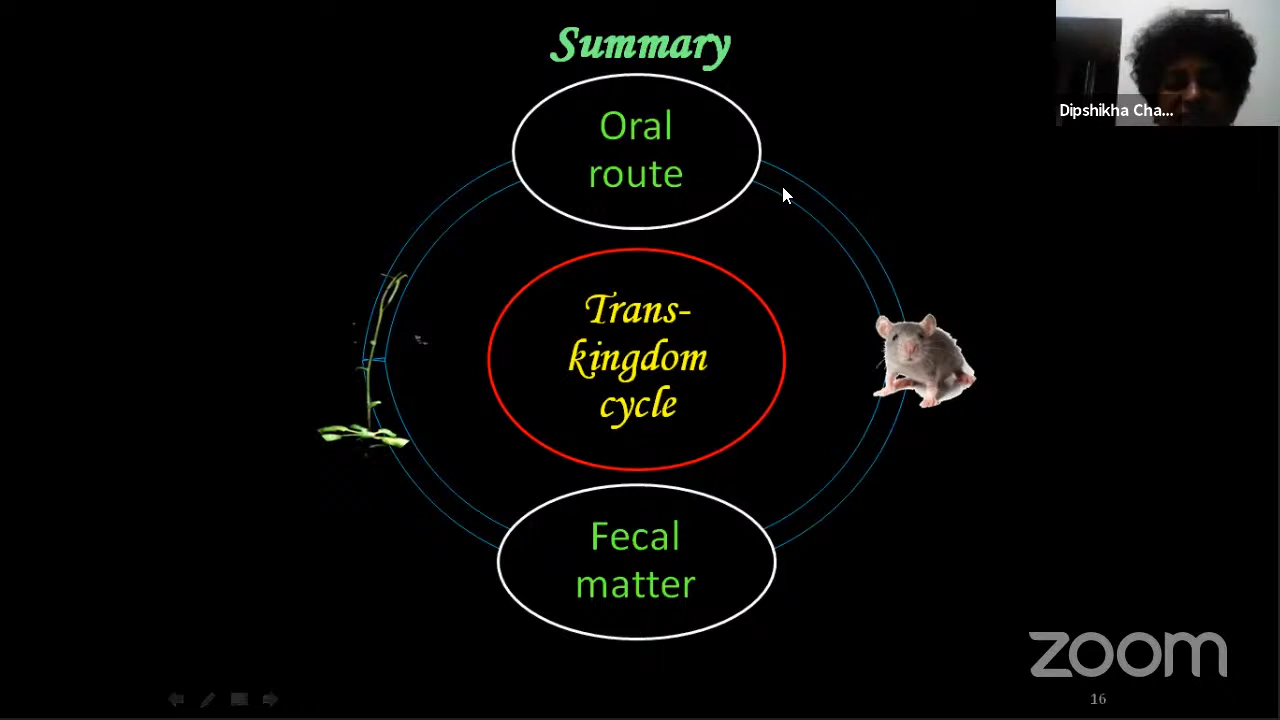 Summary
Oral
route
Trans-
kingdom
cycle
Fecal
matter
Dipshikha Cha...
zoom
16